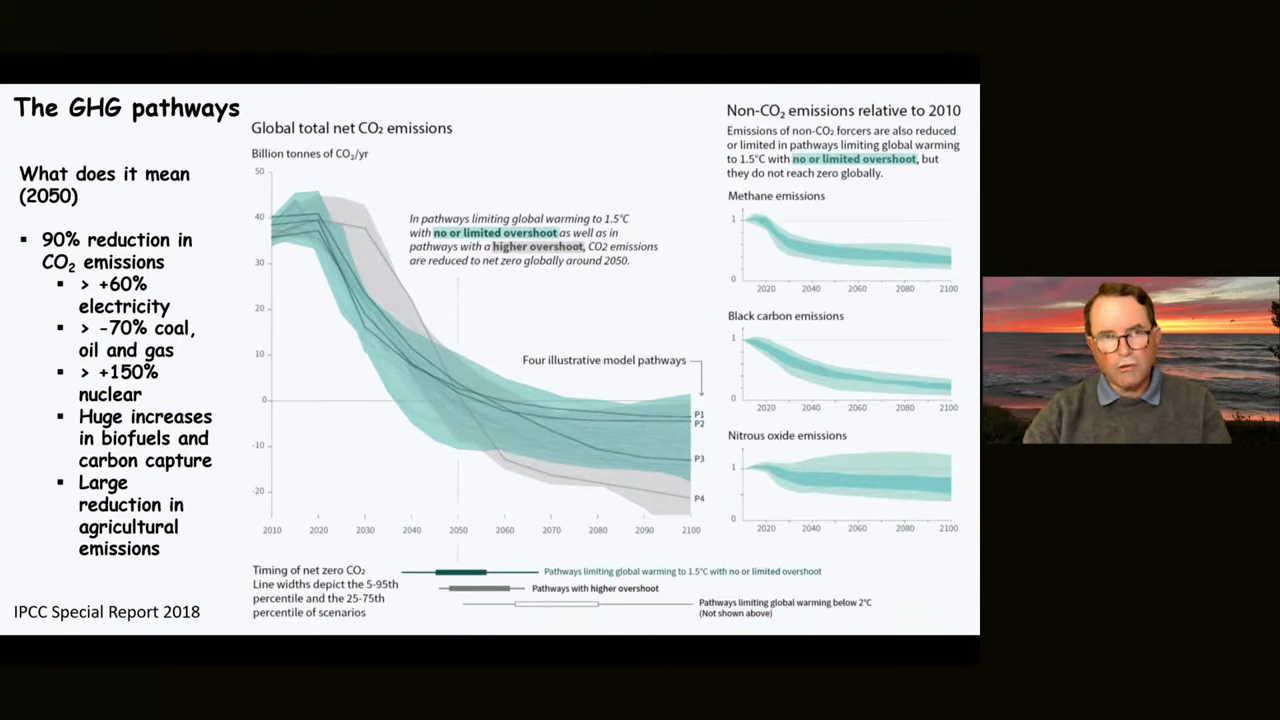 The GHG pathways
What does it mean
(2050)
▪ 90% reduction in
CO₂ emissions
▪ > +60%
electricity
▪ > -70% coal,
oil and gas
▪ > +150%
nuclear
▪ Huge increases
in biofuels and
carbon capture
▪ Large
reduction in
agricultural
emissions
IPCC Special Report 2018
Global total net CO₂ emissions
Billion tonnes of CO₂/yr
50
40
30
20
10
0
-10
-20
2010 2020 2030 2040 2050 2060 2070 2080 2090 2100
In pathways limiting global warming to 1.5°C
with no or limited overshoot as well as in
pathways with a higher overshoot, CO2 emissions
are reduced to net zero globally around 2050.
Four illustrative model pathways
P1
P2
P3
P4
Timing of net zero CO₂
Line widths depict the 5-95th
percentile and the 25-75th
percentile of scenarios
Pathways limiting global warming to 1.5°C with no or limited overshoot
Pathways with higher overshoot
Pathways limiting global warming below 2°C
(Not shown above)
Non-CO₂ emissions relative to 2010
Emissions of non-CO₂ forcers are also reduced
or limited in pathways limiting global warming
to 1.5°C with no or limited overshoot, but
they do not reach zero globally.
Methane emissions
1
0
2020 2040 2060 2080 2100
Black carbon emissions
1
0
2020 2040 2060 2080 2100
Nitrous oxide emissions
1
0
2020 2040 2060 2080 2100